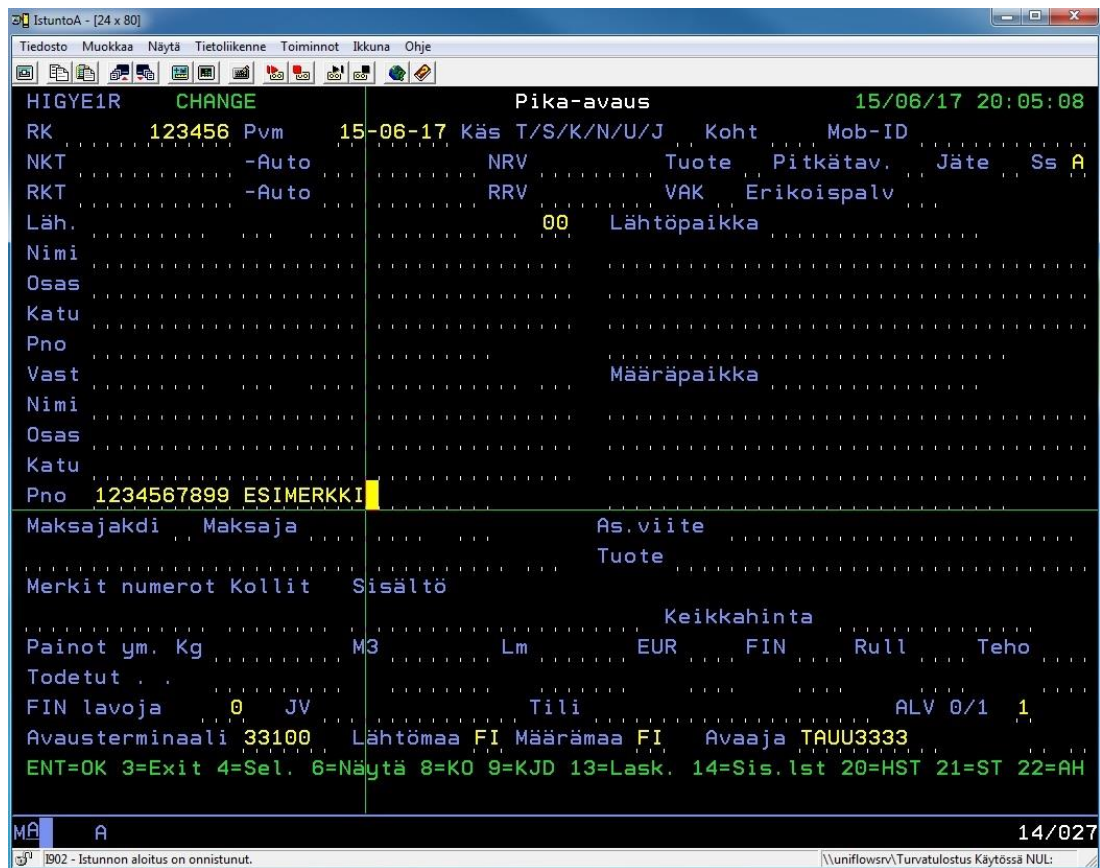 IstuntoA - [24 x 80]
Tiedosto Muokkaa Näytä Tietoliikenne Toiminnot Ikkuna Ohje
HIGYE1R CHANGE Pika-avaus 15/06/17 20:05:08
RK 123456 Pvm 15-06-17 Käs T/S/K/N/U/J Koht Mob-ID
NKT -Auto NRV Tuote Pitkätav. Jäte Ss A
RKT -Auto RRV VAK Erikoispalv
Läh. 00 Lähtöpaikka
Nimi
Osas
Katu
Pno
Vast Määräpaikka
Nimi
Osas
Katu
Pno 1234567899 ESIMERKKI
Maksajakdi Maksaja As.viite
Tuote
Merkit numerot Kollit Sisältö
Keikkahinta
Painot ym. Kg M3 Lm EUR FIN Rull Teho
Todetut . .
FIN lavoja 0 JV Tili ALV 0/1 1
Avausterminaali 33100 Lähtömaa FI Määrämaa FI Avaaja TAUU3333
ENT=OK 3=Exit 4=Sel. 6=Näytä 8=KO 9=KJD 13=Lask. 14=Sis.lst 20=HST 21=ST 22=AH
MA A 14/027
I902 - Istunnon aloitus on onnistunut. \\uniflowsrv\Turvatulostus Käytössä NUL: